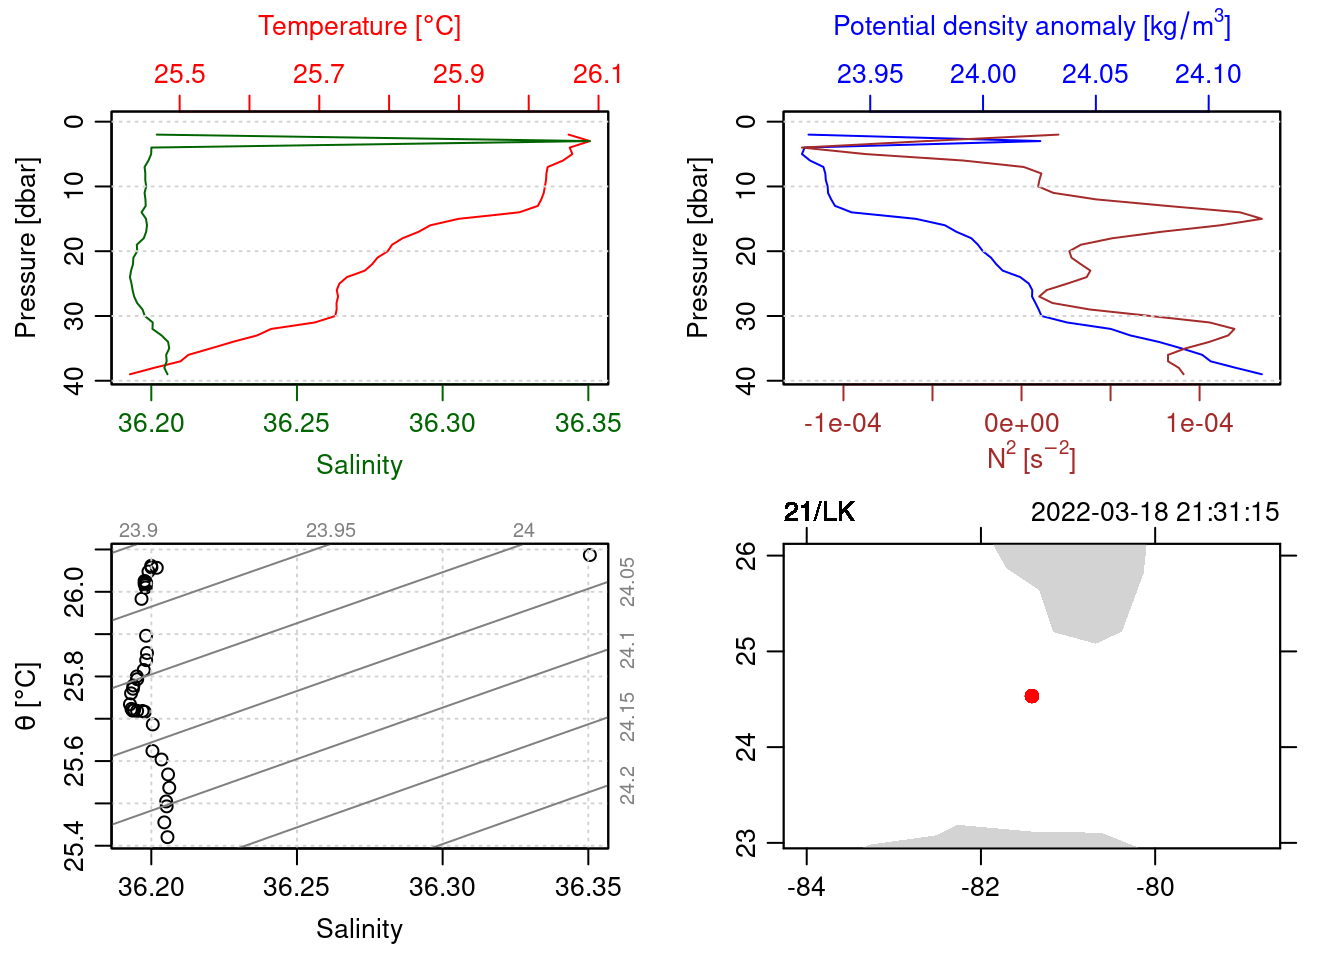 Temperature [°C]
25.5 25.7 25.9 26.1
Pressure [dbar]
0
10
20
30
40
36.20 36.25 36.30 36.35
Salinity
Potential density anomaly [kg/m³]
23.95 24.00 24.05 24.10
Pressure [dbar]
0
10
20
30
40
-1e-04 0e+00 1e-04
N² [s⁻²]
23.9 23.95 24
24.05
24.1
24.15
24.2
θ [°C]
26.0
25.8
25.6
25.4
36.20 36.25 36.30 36.35
Salinity
21/LK 2022-03-18 21:31:15
26
25
24
23
-84 -82 -80